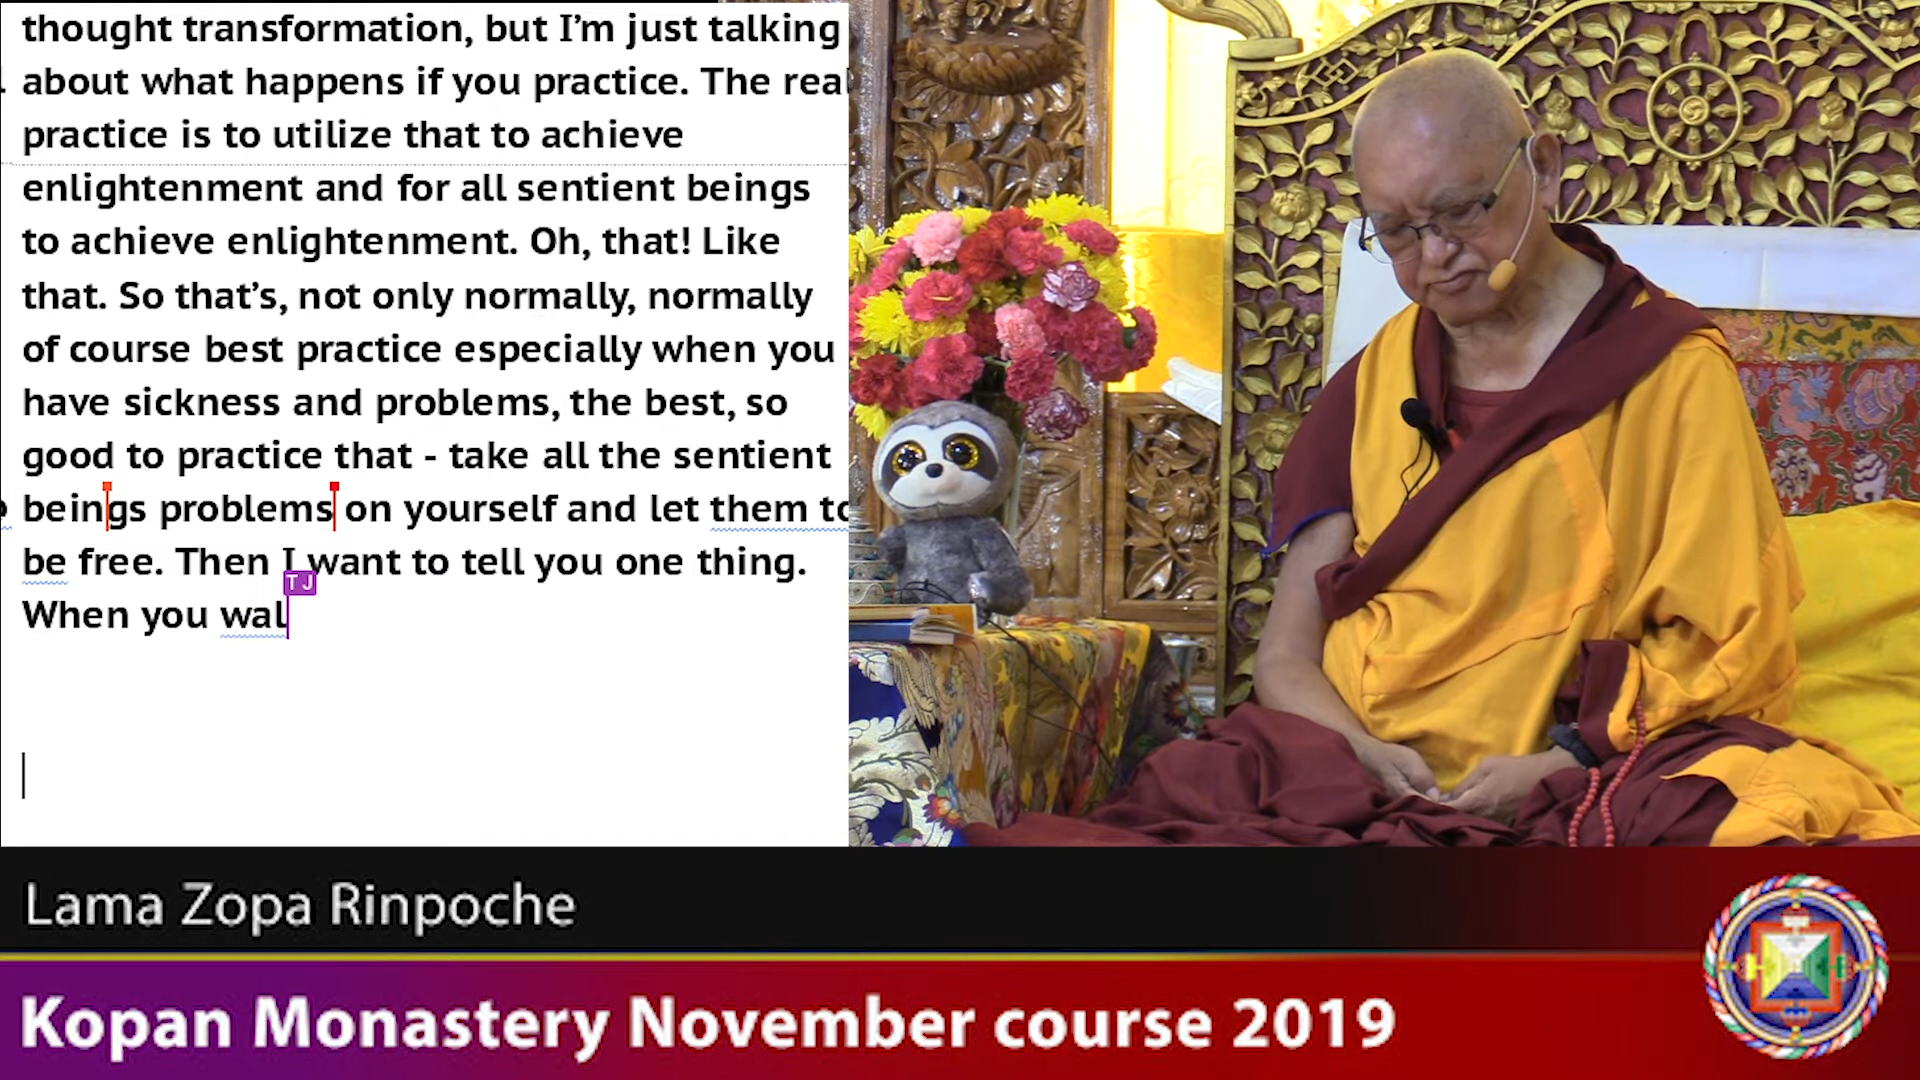 thought transformation, but I'm just talking
about what happens if you practice. The real
practice is to utilize that to achieve
enlightenment and for all sentient beings
to achieve enlightenment. Oh, that! Like
that. So that's, not only normally, normally
of course best practice especially when you
have sickness and problems, the best, so
good to practice that - take all the sentient
beings problems on yourself and let them to
be free. Then I want to tell you one thing.
TJ
When you wal
Lama Zopa Rinpoche
Kopan Monastery November course 2019